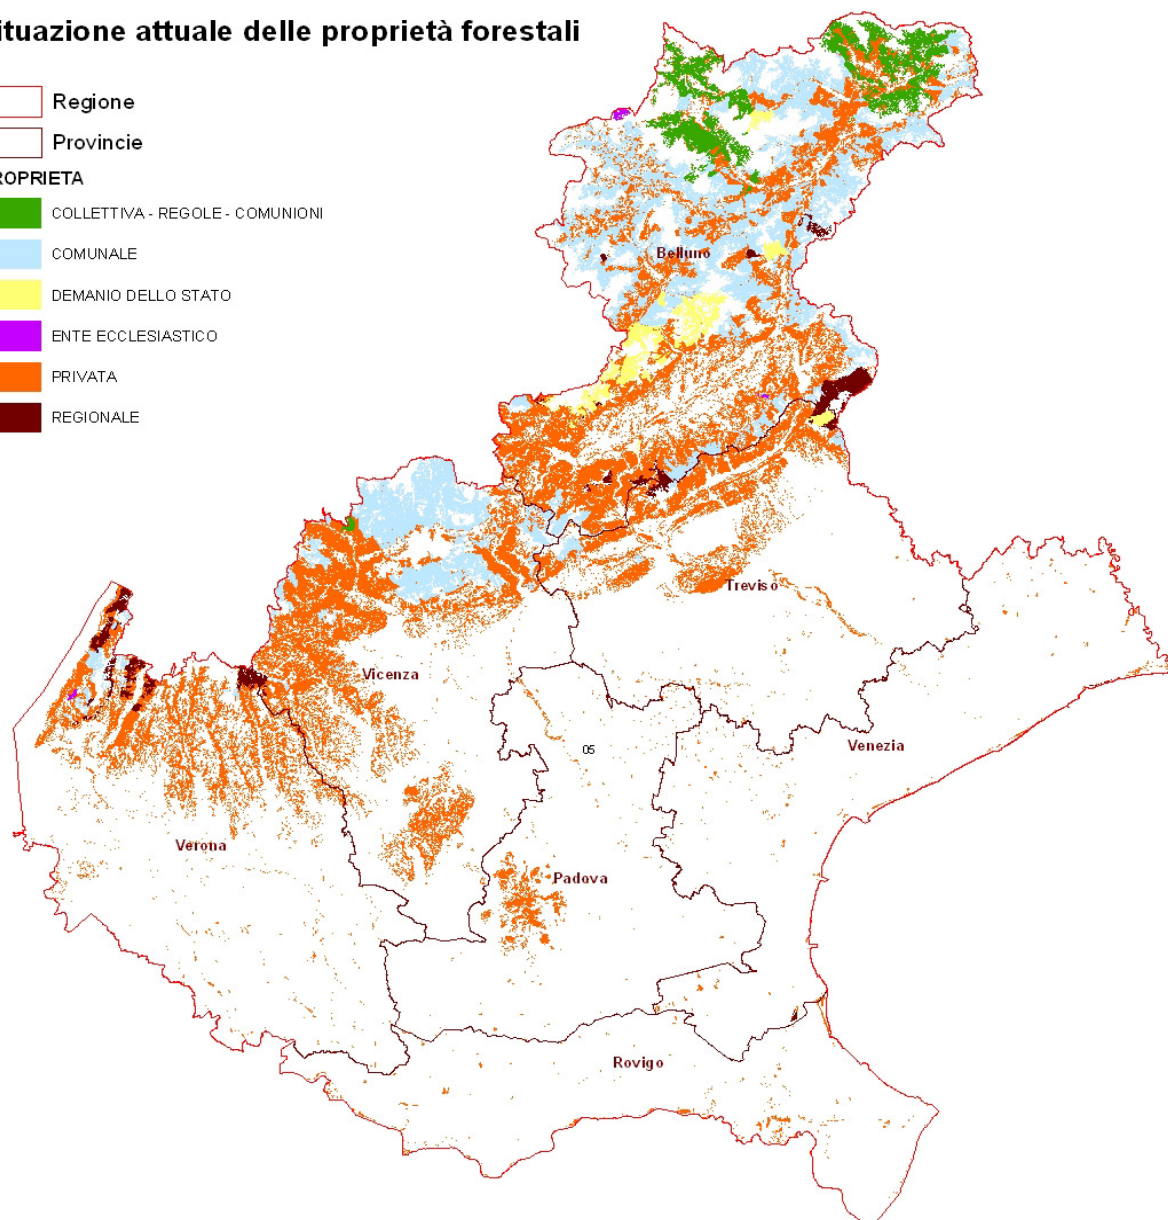 ituazione attuale delle proprietà forestali
Regione
Provincie
ROPRIETA
COLLETTIVA - REGOLE - COMUNIONI
COMUNALE
DEMANIO DELLO STATO
ENTE ECCLESIASTICO
PRIVATA
REGIONALE
Belluno
Treviso
Vicenza
05
Venezia
Verona
Padova
Rovigo